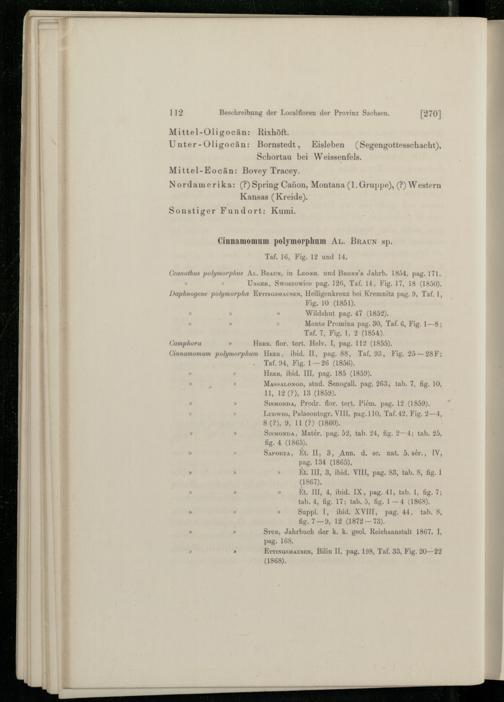 112 Beschreibung der Localfloren der Provinz Sachsen. [270]
Mittel-Oligocän: Rixhöft.
Unter-Oligocän: Bornstedt, Eisleben (Segengottesschacht),
Schortau bei Weissenfels.
Mittel-Eocän: Bovey Tracey.
Nordamerika: (?) Spring Cañon, Montana (1. Gruppe), (?) Western
Kansas (Kreide).
Sonstiger Fundort: Kumi.
Cinnamomum polymorphum AL. BRAUN sp.
Taf. 16, Fig. 12 und 14.
Ceanothus polymorphus AL. BRAUN, in LEONH. und BRONN's Jahrb. 1854, pag. 171.
" " UNGER, SWOSZOWICE pag. 126, Taf. 14, Fig. 17, 18 (1850).
Daphnogene polymorpha ETTINGSHAUSEN, Heiligenkreuz bei Kremnitz pag. 9, Taf. 1,
Fig. 10 (1851).
" " " Wildshut pag. 47 (1852).
" " " Monte Promina pag. 30, Taf. 6, Fig. 1—8;
Taf. 7, Fig. 1, 2 (1854).
Camphora " HEER, flor. tert. Helv. I, pag. 112 (1855).
Cinnamomum polymorphum HEER, ibid. II, pag. 88, Taf. 93, Fig. 25—28F;
Taf. 94, Fig. 1—26 (1856).
" " HEER, ibid. III, pag. 185 (1859).
" " MASSALONGO, stud. Senogall. pag. 263, tab. 7, fig. 10,
11, 12 (?), 13 (1859).
" " SISMONDA, Prodr. flor. tert. Piém. pag. 12 (1859).
" " LUDWIG, Palaeontogr. VIII, pag. 110, Taf. 42, Fig. 2—4,
8 (?), 9, 11 (?) (1860).
" " SISMONDA, Matér. pag. 52, tab. 24, fig. 2—4; tab. 25,
fig. 4 (1865).
" " SAPORTA, Ét. II, 3, Ann. d. sc. nat. 5. sér., IV,
pag. 134 (1865).
" " " Ét. III, 3, ibid. VIII, pag. 83, tab. 8, fig. 1
(1867).
" " " Ét. III, 4, ibid. IX, pag. 41, tab. 1, fig. 7;
tab. 4, fig. 17; tab. 5, fig. 1—4 (1868).
" " " Suppl. I, ibid. XVIII, pag. 44, tab. 8,
fig. 7—9, 12 (1872—73).
" " STUR, Jahrbuch der k. k. geol. Reichsanstalt 1867, I,
pag. 168.
" " ETTINGSHAUSEN, Bilin II, pag. 198, Taf. 33, Fig. 20—22
(1868).